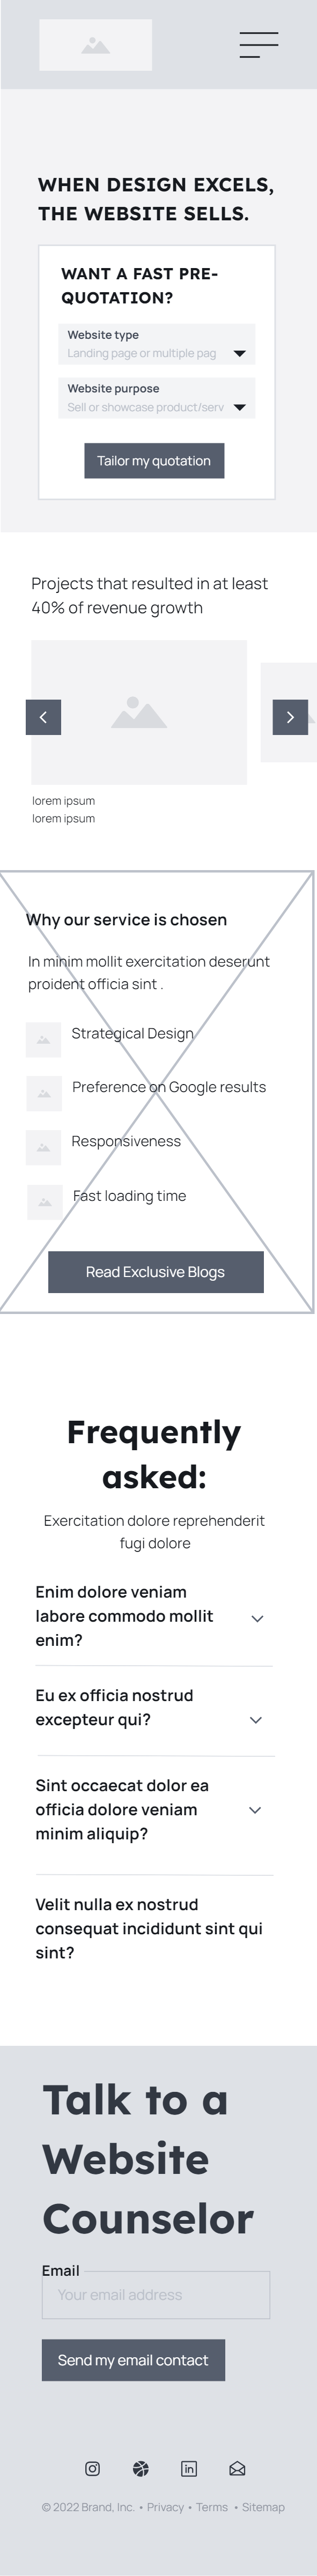 WHEN DESIGN EXCELS,
THE WEBSITE SELLS.
WANT A FAST PRE-
QUOTATION?
Website type
Landing page or multiple pag
Website purpose
Sell or showcase product/serv
Tailor my quotation
Projects that resulted in at least
40% of revenue growth
lorem ipsum
lorem ipsum
Why our service is chosen
In minim mollit exercitation deserunt
proident officia sint .
Strategical Design
Preference on Google results
Responsiveness
Fast loading time
Read Exclusive Blogs
Frequently
asked:
Exercitation dolore reprehenderit
fugi dolore
Enim dolore veniam
labore commodo mollit
enim?
Eu ex officia nostrud
excepteur qui?
Sint occaecat dolor ea
officia dolore veniam
minim aliquip?
Velit nulla ex nostrud
consequat incididunt sint qui
sint?
Talk to a
Website
Counselor
Email
Your email address
Send my email contact
© 2022 Brand, Inc. • Privacy • Terms • Sitemap